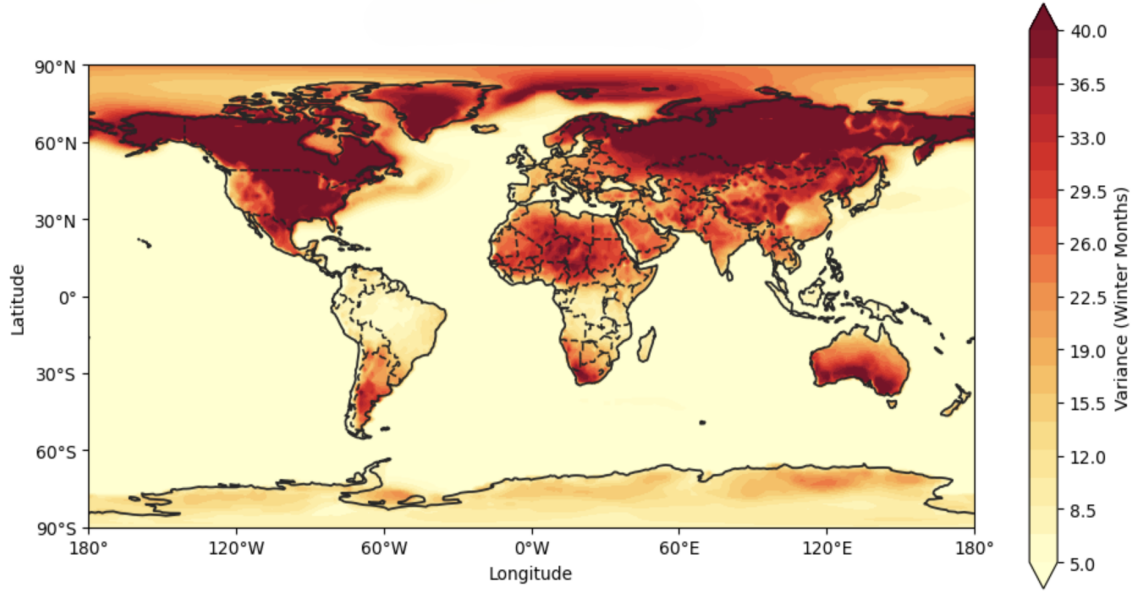 90°N
60°N
30°N
0°
30°S
60°S
90°S
Latitude
180°
120°W
60°W
0°W
60°E
120°E
180°
Longitude
40.0
36.5
33.0
29.5
26.0
22.5
19.0
15.5
12.0
8.5
5.0
Variance (Winter Months)